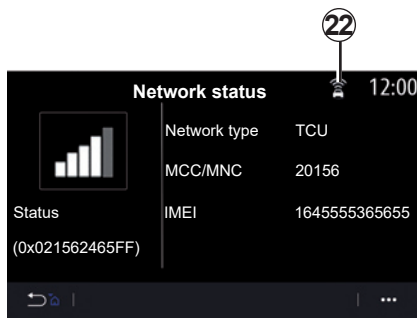 22
Network status 12:00
Network type TCU
MCC/MNC 20156
Status IMEI 1645555365655
(0x021562465FF)